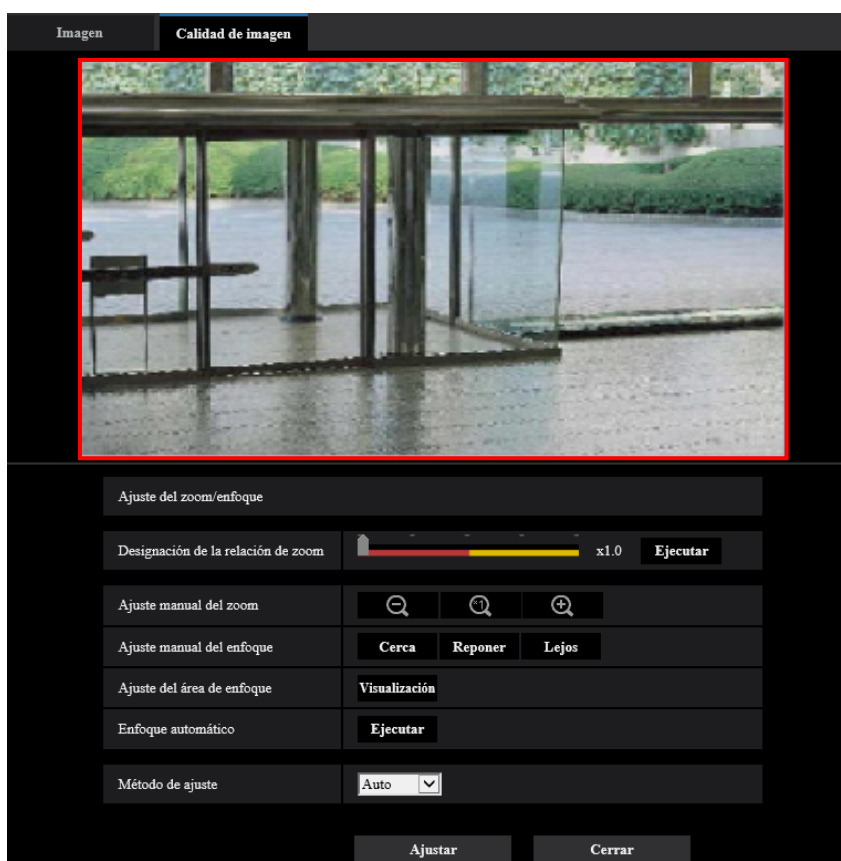 Imagen Calidad de imagen
Ajuste del zoom/enfoque
Designación de la relación de zoom x1.0 Ejecutar
Ajuste manual del zoom
Ajuste manual del enfoque Cerca Reponer Lejos
Ajuste del área de enfoque Visualización
Enfoque automático Ejecutar
Método de ajuste Auto
Ajustar Cerrar